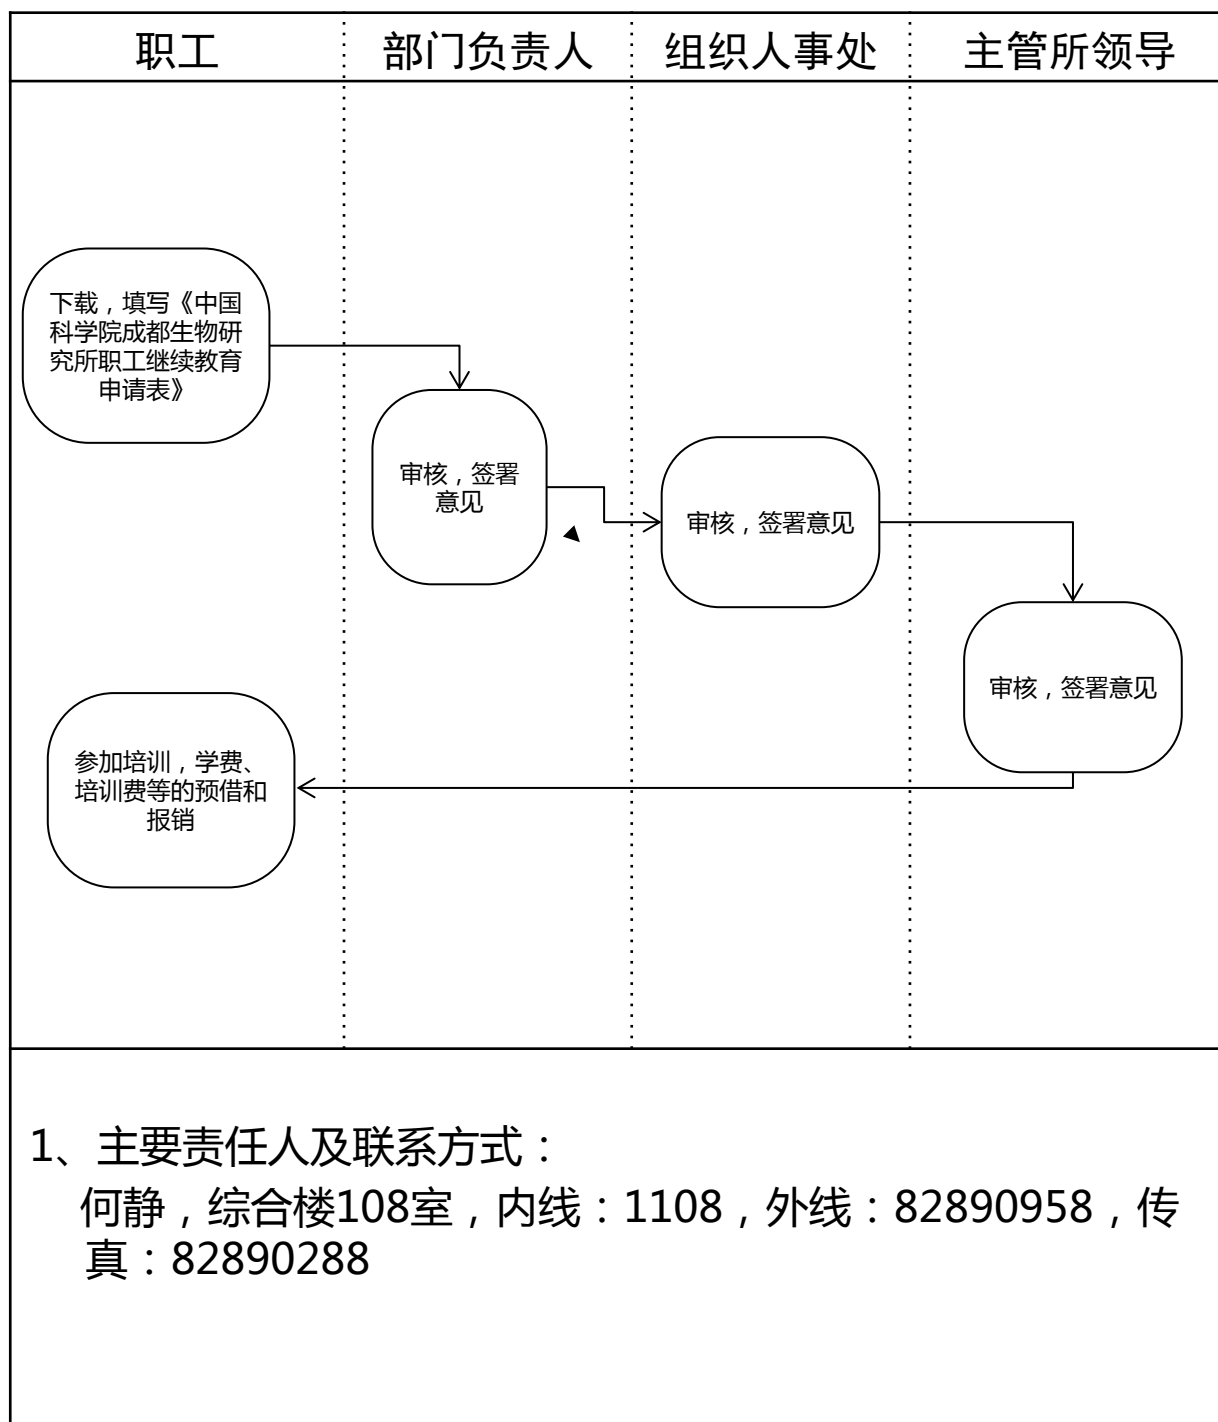 职工 部门负责人 组织人事处 主管所领导
下载，填写《中国
科学院成都生物研
究所职工继续教育
申请表》
审核，签署
意见
审核，签署意见
审核，签署意见
参加培训，学费、
培训费等的预借和
报销
1、主要责任人及联系方式：
何静，综合楼108室，内线：1108，外线：82890958，传
真：82890288